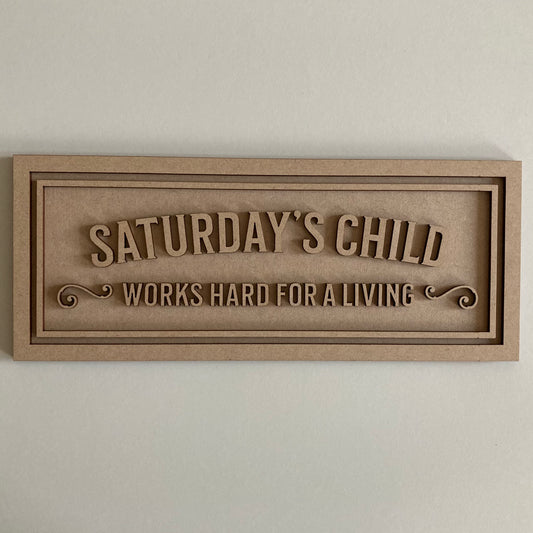 SATURDAY'S CHILD
WORKS HARD FOR A LIVING